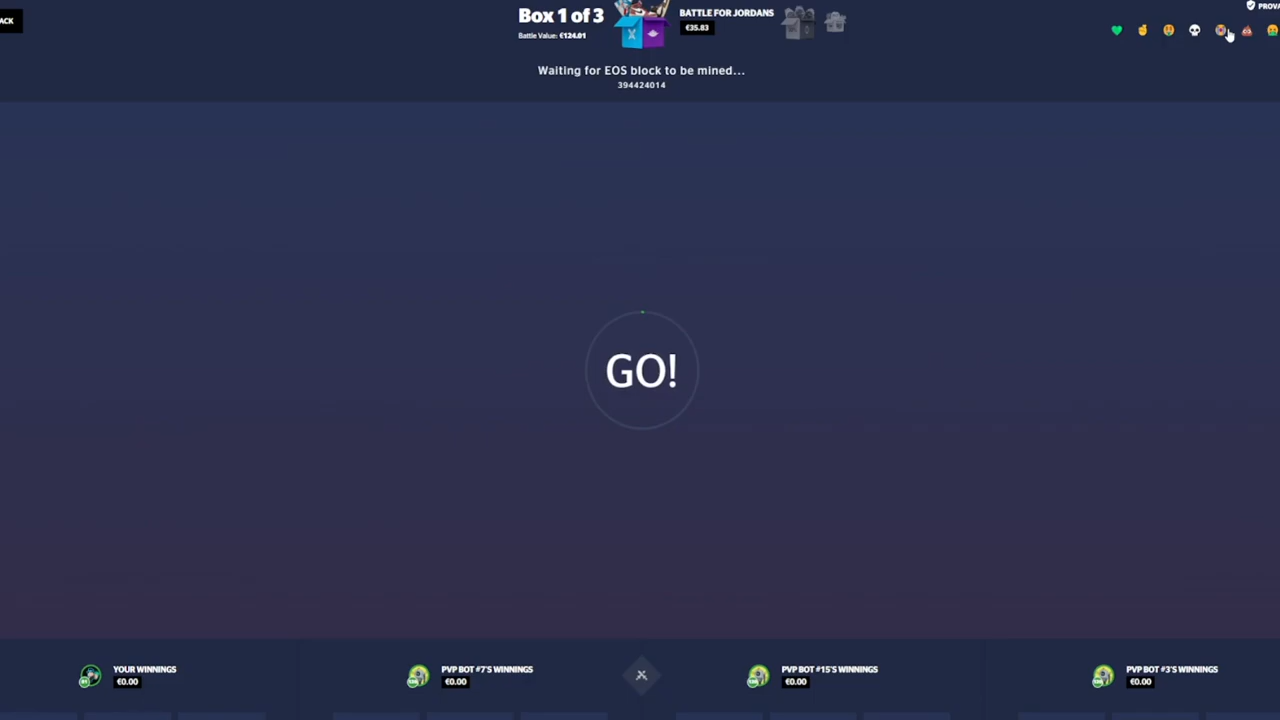 ACK
Box 1 of 3
Battle Value: €124.01
BATTLE FOR JORDANS
€35.83
PROVA
Waiting for EOS block to be mined...
394424014
GO!
YOUR WINNINGS
€0.00
PVP BOT #7'S WINNINGS
€0.00
PVP BOT #15'S WINNINGS
€0.00
PVP BOT #3'S WINNINGS
€0.00